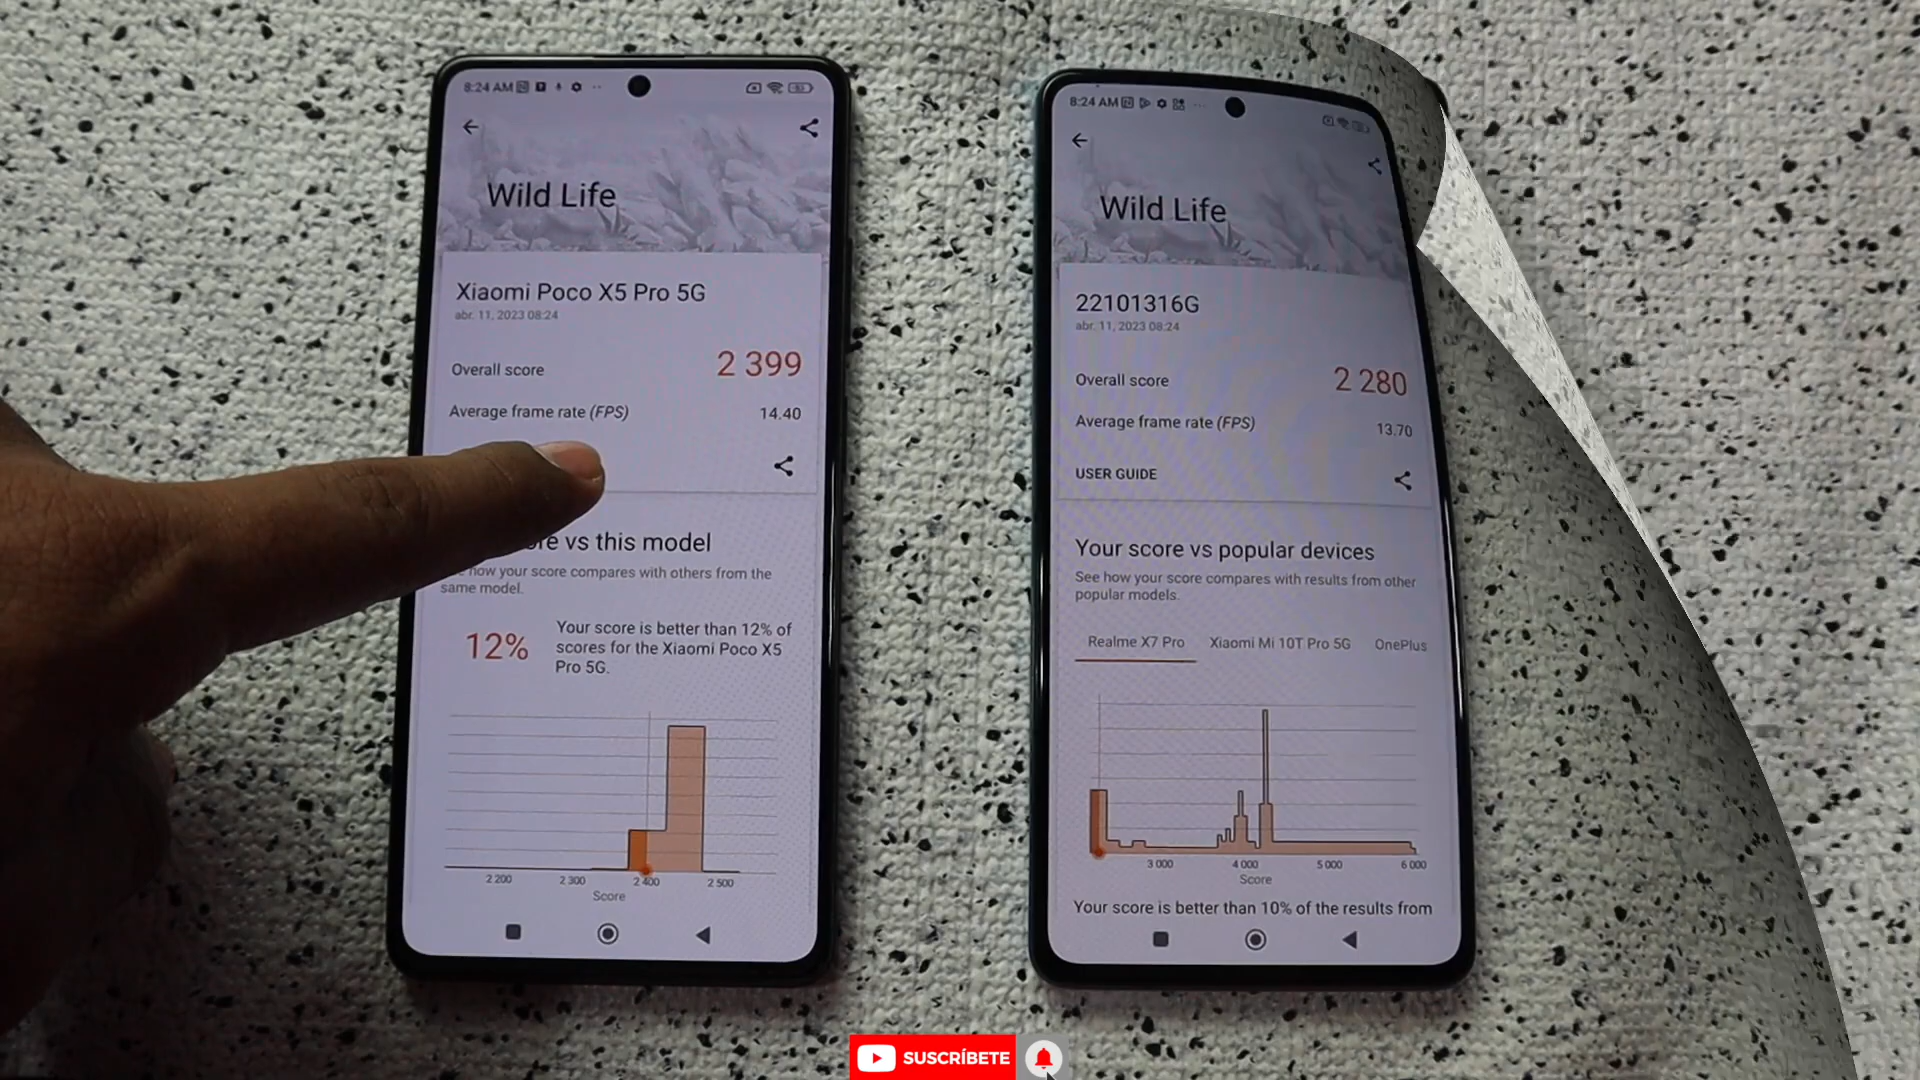 8:24 AM
Wild Life
Xiaomi Poco X5 Pro 5G
abr. 11, 2023 08:24
Overall score
2 399
Average frame rate (FPS)
14.40
vs this model
how your score compares with others from the
same model.
12%
Your score is better than 12% of
scores for the Xiaomi Poco X5
Pro 5G.
2 200 2 300 2 400 2 500
Score
8:24 AM
Wild Life
22101316G
abr. 11, 2023 08:24
Overall score
2 280
Average frame rate (FPS)
13.70
USER GUIDE
Your score vs popular devices
See how your score compares with results from other
popular models.
Realme X7 Pro Xiaomi Mi 10T Pro 5G OnePlus
3 000 4 000 5 000 6 000
Score
Your score is better than 10% of the results from
SUSCRÍBETE